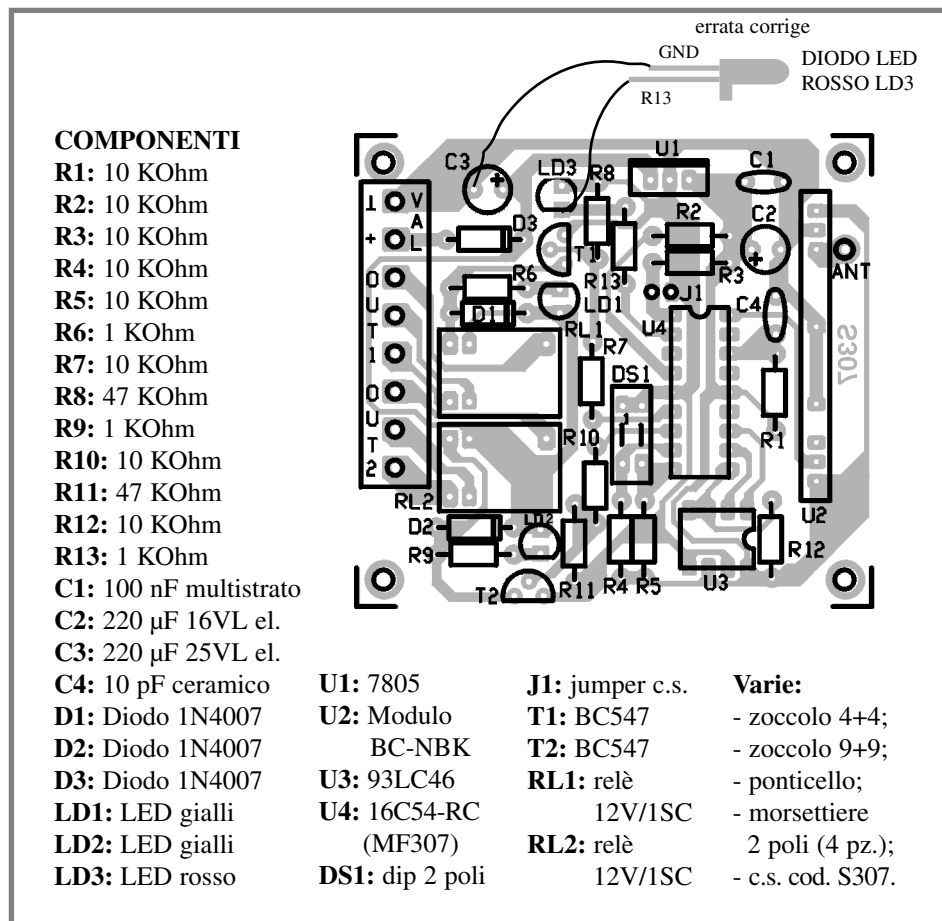 errata corrige
GND
DIODO LED
ROSSO LD3
R13
COMPONENTI
R1: 10 KOhm
R2: 10 KOhm
R3: 10 KOhm
R4: 10 KOhm
R5: 10 KOhm
R6: 1 KOhm
R7: 10 KOhm
R8: 47 KOhm
R9: 1 KOhm
R10: 10 KOhm
R11: 47 KOhm
R12: 10 KOhm
R13: 1 KOhm
C1: 100 nF multistrato
C2: 220 µF 16VL el.
C3: 220 µF 25VL el.
C4: 10 pF ceramico
D1: Diodo 1N4007
D2: Diodo 1N4007
D3: Diodo 1N4007
LD1: LED gialli
LD2: LED gialli
LD3: LED rosso
U1: 7805
U2: Modulo
BC-NBK
U3: 93LC46
U4: 16C54-RC
(MF307)
DS1: dip 2 poli
J1: jumper c.s.
T1: BC547
T2: BC547
RL1: relè
12V/1SC
RL2: relè
12V/1SC
Varie:
- zoccolo 4+4;
- zoccolo 9+9;
- ponticello;
- morsettiere
2 poli (4 pz.);
- c.s. cod. S307.
C3
+
LD3
R8
U1
C1
VAL
+
D3
T1
R13
R2
R3
C2
+
ANT
OUT1
R6
D1
LD1
J1
RL1
U4
C4
S307
R7
DS1
R1
OUT2
R10
RL2
U2
D2
LD2
R9
T2
R11
R4
R5
U3
R12